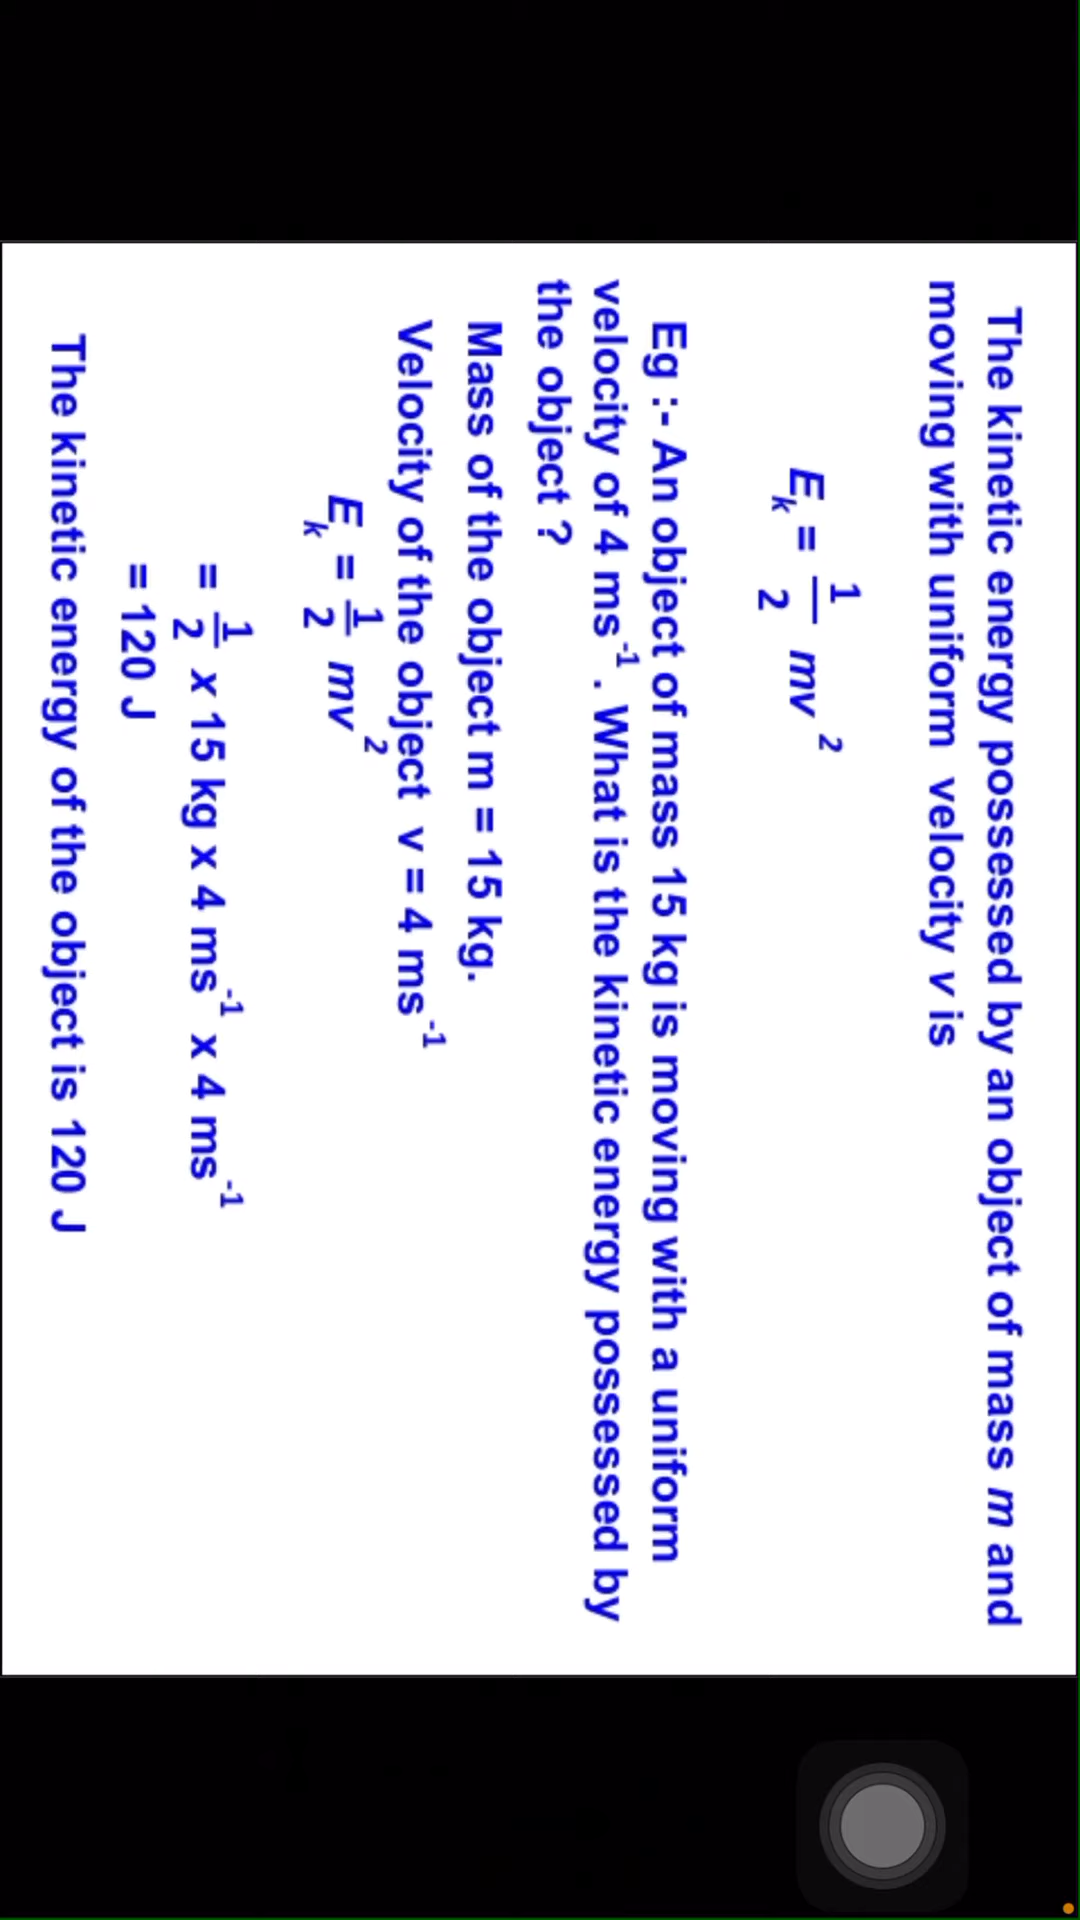 The kinetic energy possessed by an object of mass m and
moving with uniform velocity v is
Eₖ = 1/2 mv²
Eg :- An object of mass 15 kg is moving with a uniform
velocity of 4 ms⁻¹. What is the kinetic energy possessed by
the object ?
Mass of the object m = 15 kg.
Velocity of the object v = 4 ms⁻¹
Eₖ = 1/2 mv²
= 1/2 x 15 kg x 4 ms⁻¹ x 4 ms⁻¹
= 120 J
The kinetic energy of the object is 120 J